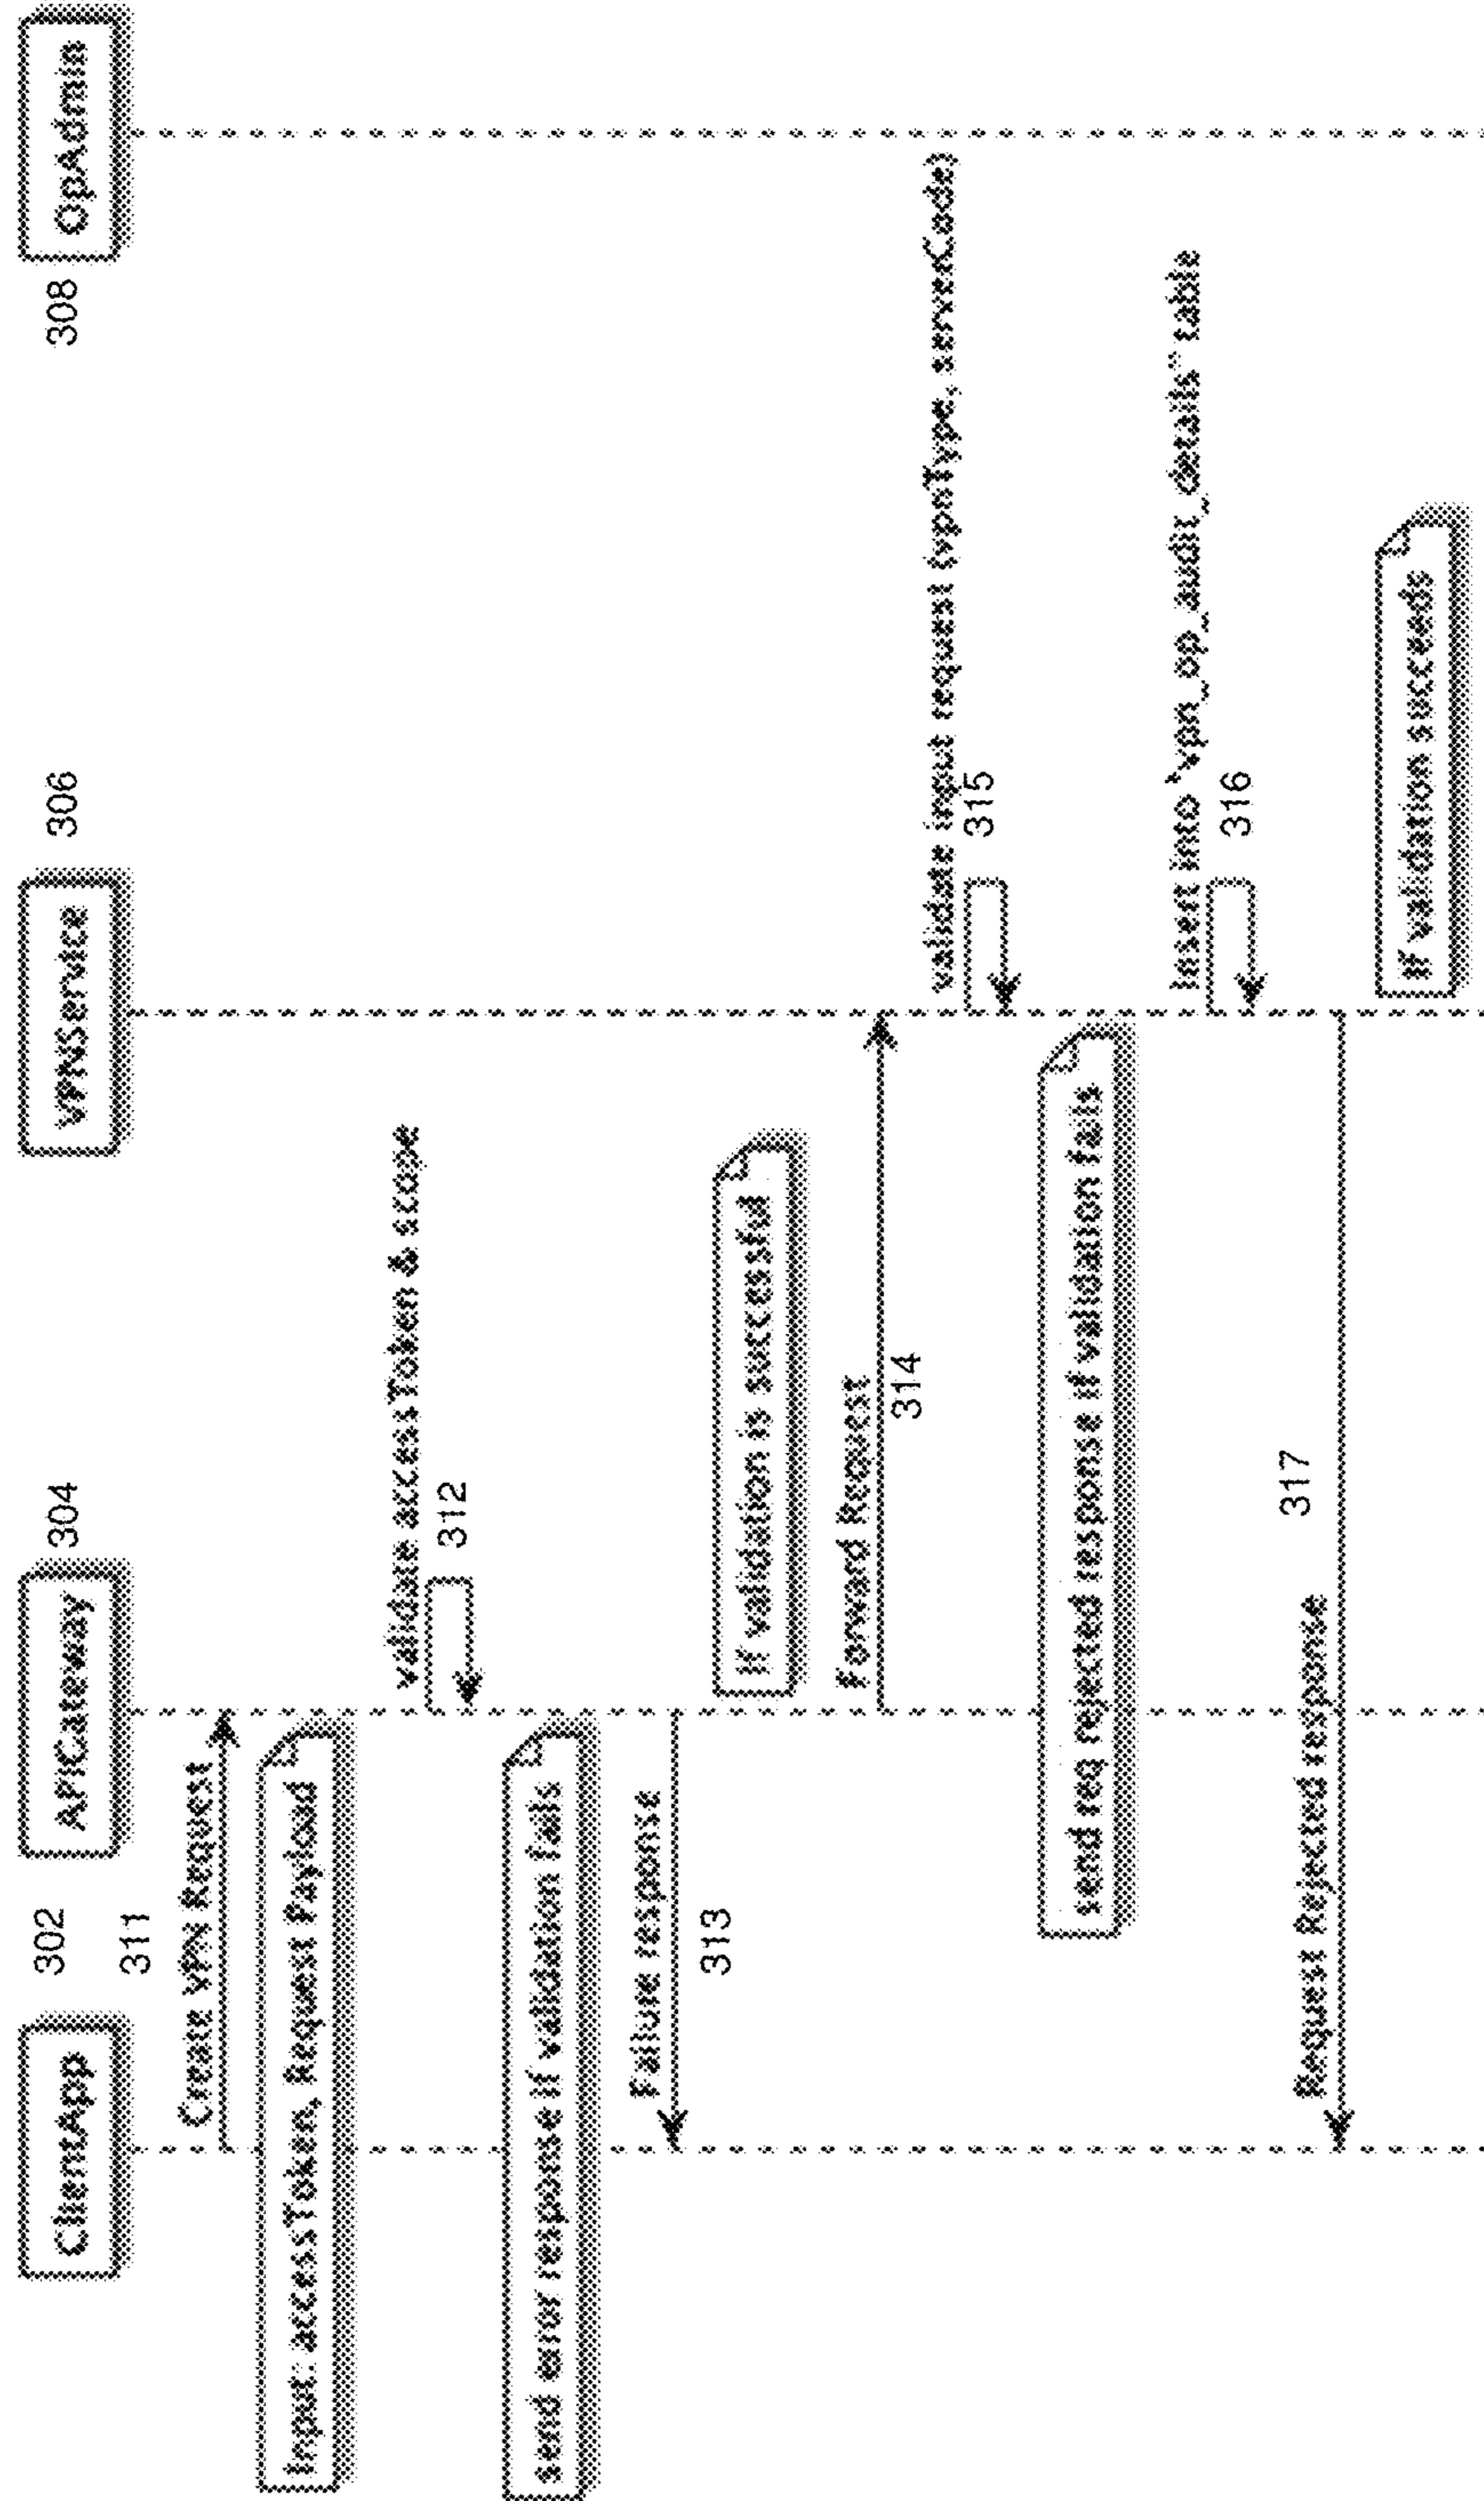 ClientApp
302
APIGateway
304
VPNService
306
308
OpAdmin
311
Create VPN Request
Input: accessToken, Request Payload
validate accessToken & scope
312
send error response if validation fails
Failure response
313
If validation is successful
Forward Request
314
validate input request (vpnType, serverCode)
315
send req rejected response if validation fails
Insert into "vpn_op_audit_details" table
316
317
Request Rejected response
If validation succeeds